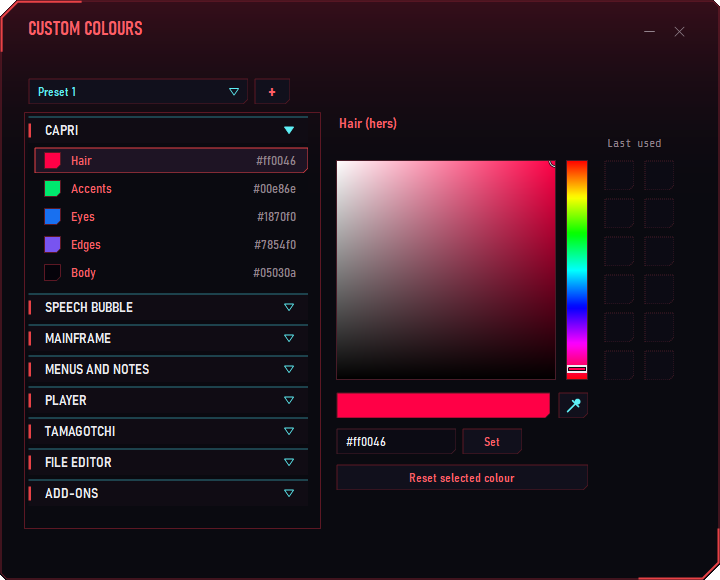 CUSTOM COLOURS
Preset 1
+
CAPRI
Hair #ff0046
Accents #00e86e
Eyes #1870f0
Edges #7854f0
Body #05030a
SPEECH BUBBLE
MAINFRAME
MENUS AND NOTES
PLAYER
TAMAGOTCHI
FILE EDITOR
ADD-ONS
Hair (hers)
Last used
#ff0046
Set
Reset selected colour